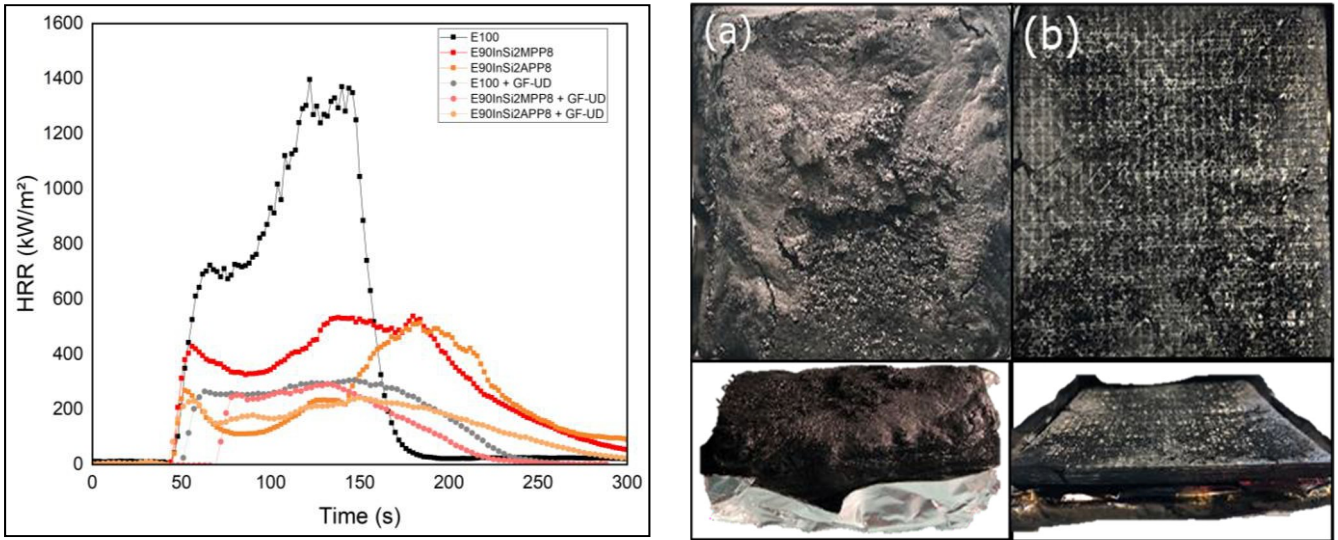 1600
1400
1200
1000
800
600
400
200
0
HRR (kW/m²)
E100
E90InSi2MPP8
E90InSi2APP8
E100 + GF-UD
E90InSi2MPP8 + GF-UD
E90InSi2APP8 + GF-UD
0 50 100 150 200 250 300
Time (s)
(a)
(b)